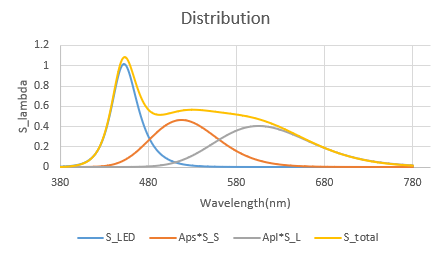 Distribution
1.2
1
0.8
0.6
0.4
0.2
0
S_lambda
380 480 580 680 780
Wavelength(nm)
S_LED Aps*S_S Apl*S_L S_total